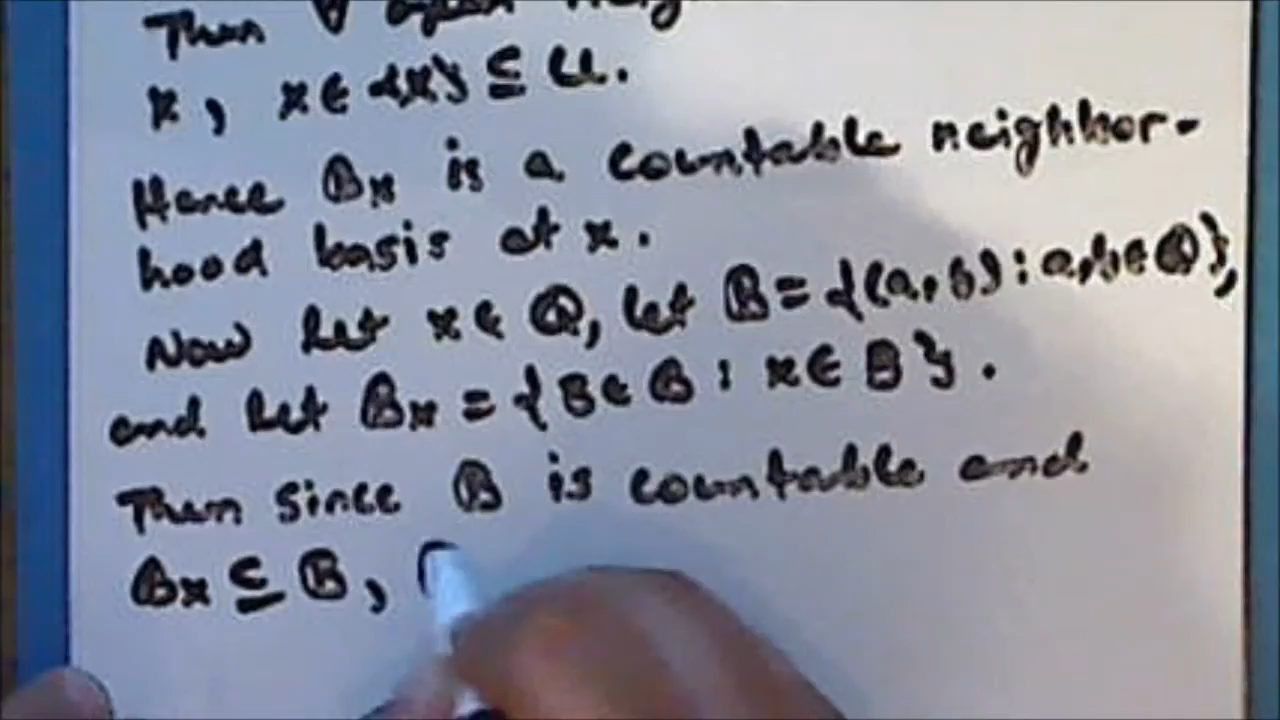 Then ∀ open
x, x ∈ {x} ⊆ U.
Hence Bx is a countable neighbor-
hood basis at x.
Now let x ∈ Q, let B = {(a, b) : a, b ∈ Q},
and let Bx = {B ∈ B : x ∈ B}.
Then since B is countable and
Bx ⊆ B,